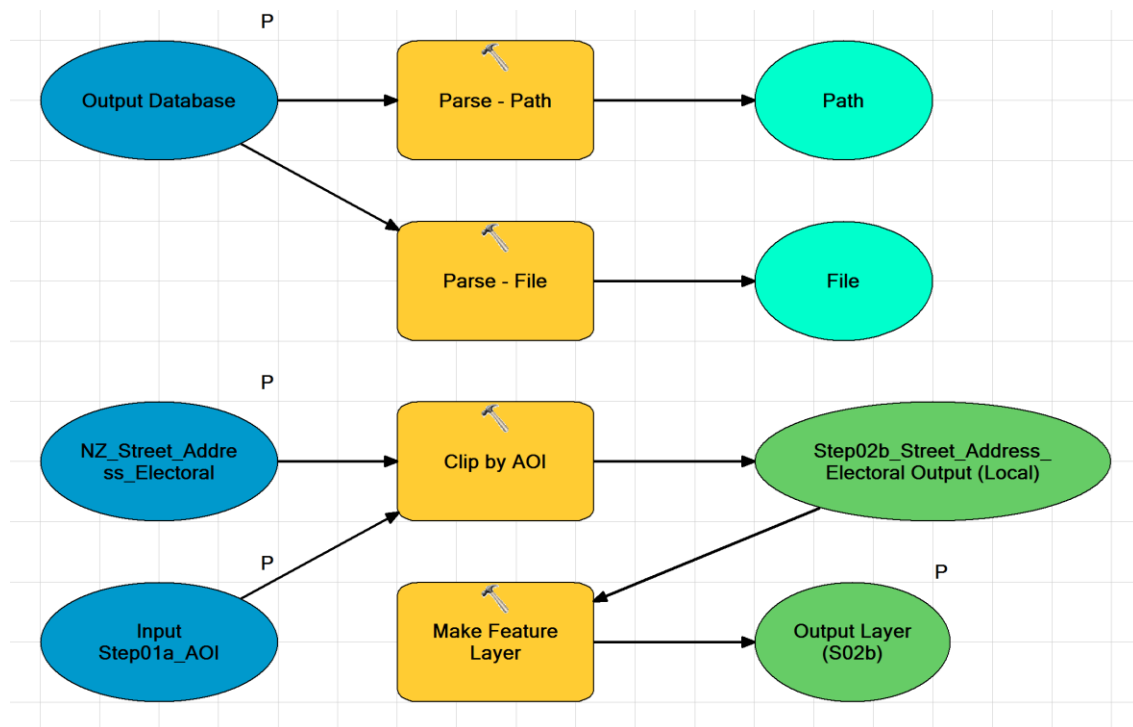 P
Output Database
Parse - Path
Path
Parse - File
File
P
NZ_Street_Addre
ss_Electoral
Clip by AOI
Step02b_Street_Address_
Electoral Output (Local)
P
Input
Step01a_AOI
Make Feature
Layer
P
Output Layer
(S02b)